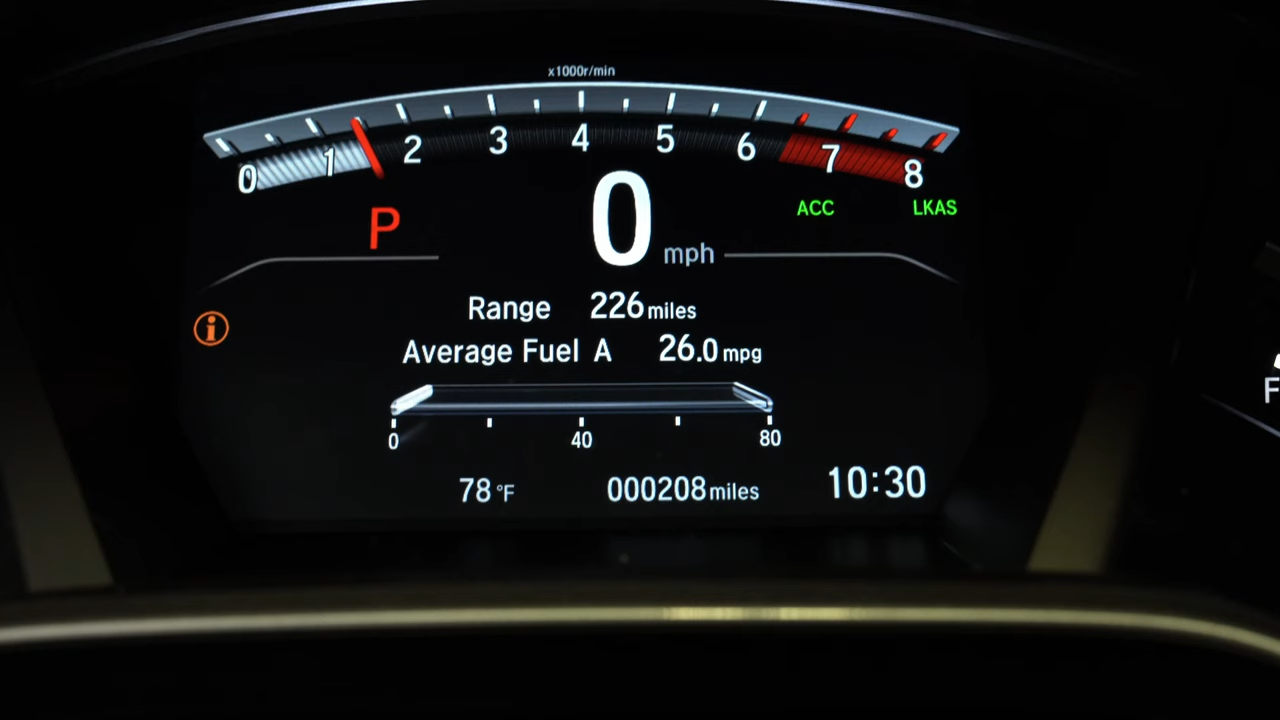 x1000r/min
0 1 2 3 4 5 6 7 8
ACC LKAS
P 0 mph
Range 226 miles
i
Average Fuel A 26.0 mpg
F
0 40 80
78 °F 000208 miles 10:30